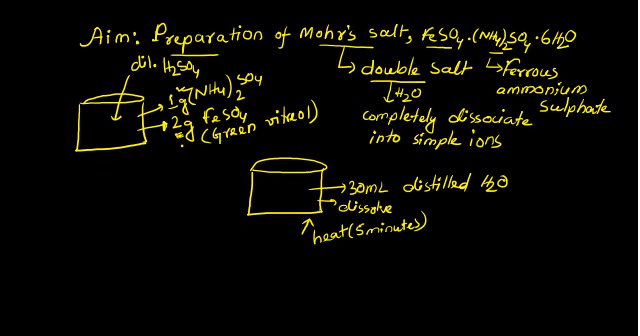 Aim: Preparation of Mohr's salt, FeSO₄·(NH₄)₂SO₄·6H₂O
dil. H₂SO₄
double salt
Ferrous
ammonium
Sulphate
H₂O
completely dissociate
into simple ions
1g (NH₄)₂SO₄
2g FeSO₄
(Green vitreol)
30mL distilled H₂O
dissolve
heat (5 minutes)